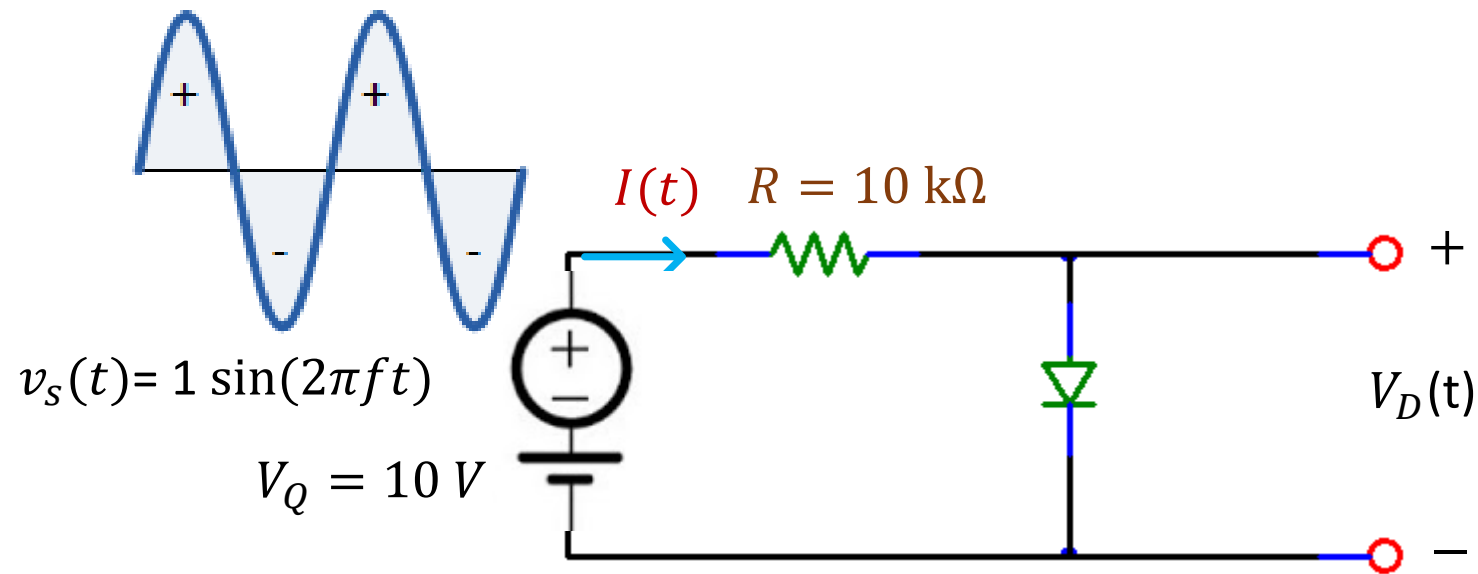 + +
- -
I(t) R = 10 kΩ
+
v_s(t)= 1 sin(2πft)
+
−
V_D(t)
V_Q = 10 V
−